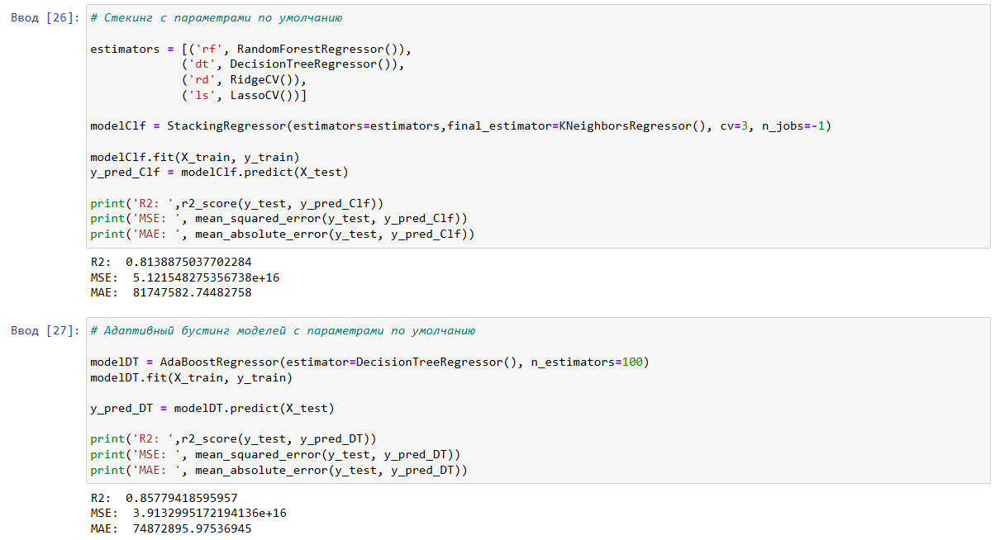 Ввод [26]: # Стекинг с параметрами по умолчанию
estimators = [('rf', RandomForestRegressor()),
('dt', DecisionTreeRegressor()),
('rd', RidgeCV()),
('ls', LassoCV())]
modelClf = StackingRegressor(estimators=estimators,final_estimator=KNeighborsRegressor(), cv=3, n_jobs=-1)
modelClf.fit(X_train, y_train)
y_pred_Clf = modelClf.predict(X_test)
print('R2: ',r2_score(y_test, y_pred_Clf))
print('MSE: ', mean_squared_error(y_test, y_pred_Clf))
print('MAE: ', mean_absolute_error(y_test, y_pred_Clf))
R2:  0.8138875037702284
MSE:  5.121548275356738e+16
MAE:  81747582.74482758
Ввод [27]: # Адаптивный бустинг моделей с параметрами по умолчанию
modelDT = AdaBoostRegressor(estimator=DecisionTreeRegressor(), n_estimators=100)
modelDT.fit(X_train, y_train)
y_pred_DT = modelDT.predict(X_test)
print('R2: ',r2_score(y_test, y_pred_DT))
print('MSE: ', mean_squared_error(y_test, y_pred_DT))
print('MAE: ', mean_absolute_error(y_test, y_pred_DT))
R2:  0.85779418595957
MSE:  3.9132995172194136e+16
MAE:  74872895.97536945